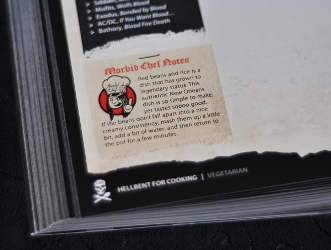 > Misfits, Wolfs Blood
> Exodus, Bonded by Blood
> AC/DC, If You Want Blood...
> Bathory, Blood Fire Death
Morbid Chef Notes
Red beans and rice is a
dish that has grown so
legendary status. This
authentic New Orleans
dish is so simple to make,
yet tastes soooo good.
If the beans don't fall apart into a nice
creamy consistency, mash them up a little
bit, add a bit of water, and then return to
the pot for a few minutes.
HELLBENT FOR COOKING | VEGETARIAN